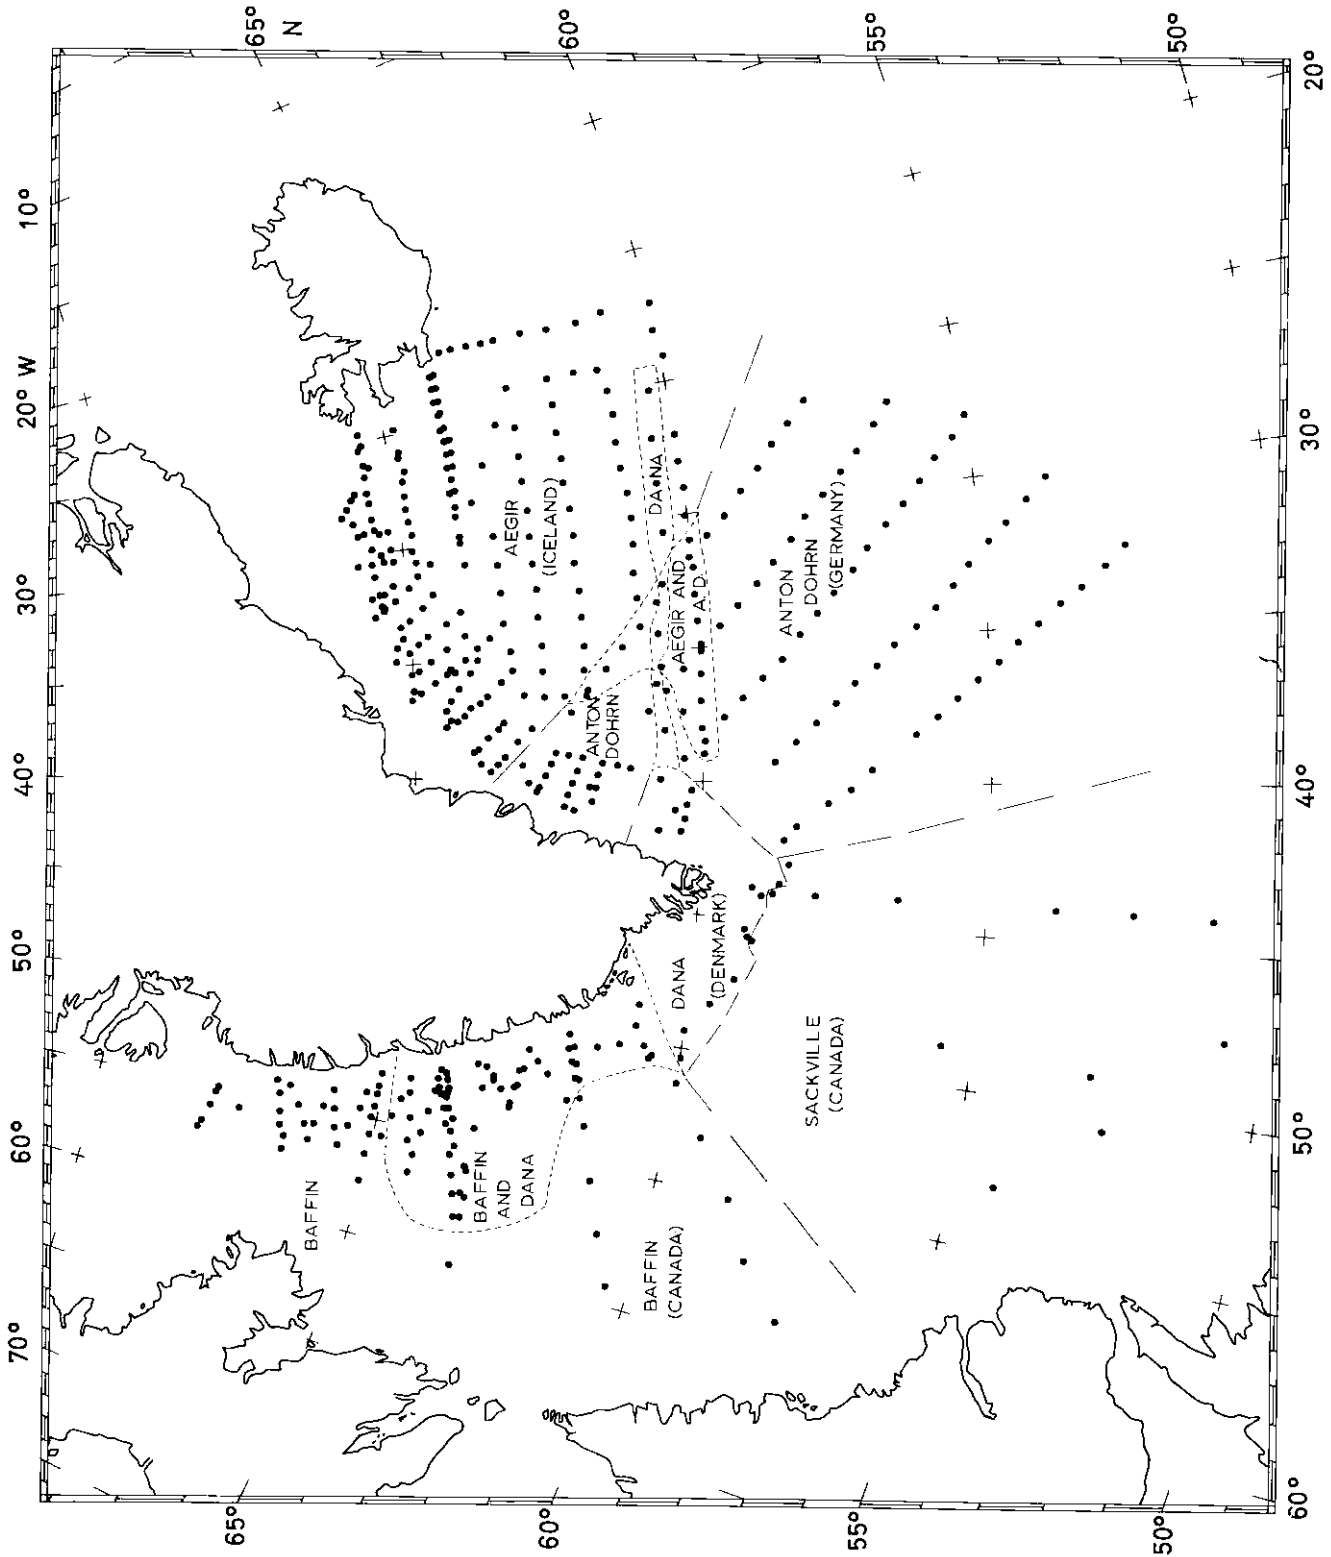 70°
60°
50°
40°
30°
20° W
10°
65°
N
60°
55°
50°
65°
60°
55°
50°
60°
50°
40°
30°
20°
BAFFIN
BAFFIN
AND
DANA
BAFFIN
(CANADA)
SACKVILLE
(CANADA)
DANA
(DENMARK)
ANTON
DOHRN
AEGIR
(ICELAND)
DANA
AEGIR AND
A.D.
ANTON
DOHRN
(GERMANY)